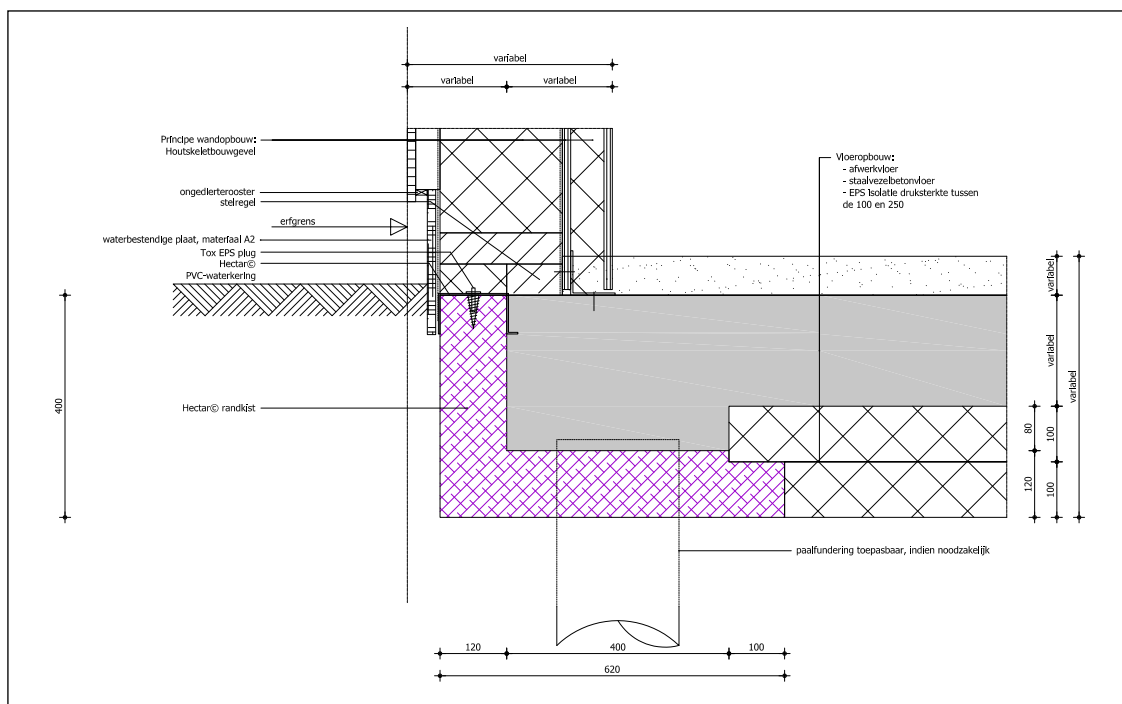 variabel
variabel
variabel
Principe wandopbouw:
Houtskeletbouwgevel
ongedierterooster
stelregel
erfgrens
waterbestendige plaat, materiaal A2
Tox EPS plug
Hectar©
PVC-waterkering
Vloeropbouw:
- afwerkvloer
- staalvezelbetonvloer
- EPS isolatie druksterkte tussen
de 100 en 250
variabel
variabel
variabel
400
Hectar© randkist
80
100
120
100
paalfundering toepasbaar, indien noodzakelijk
120
400
100
620